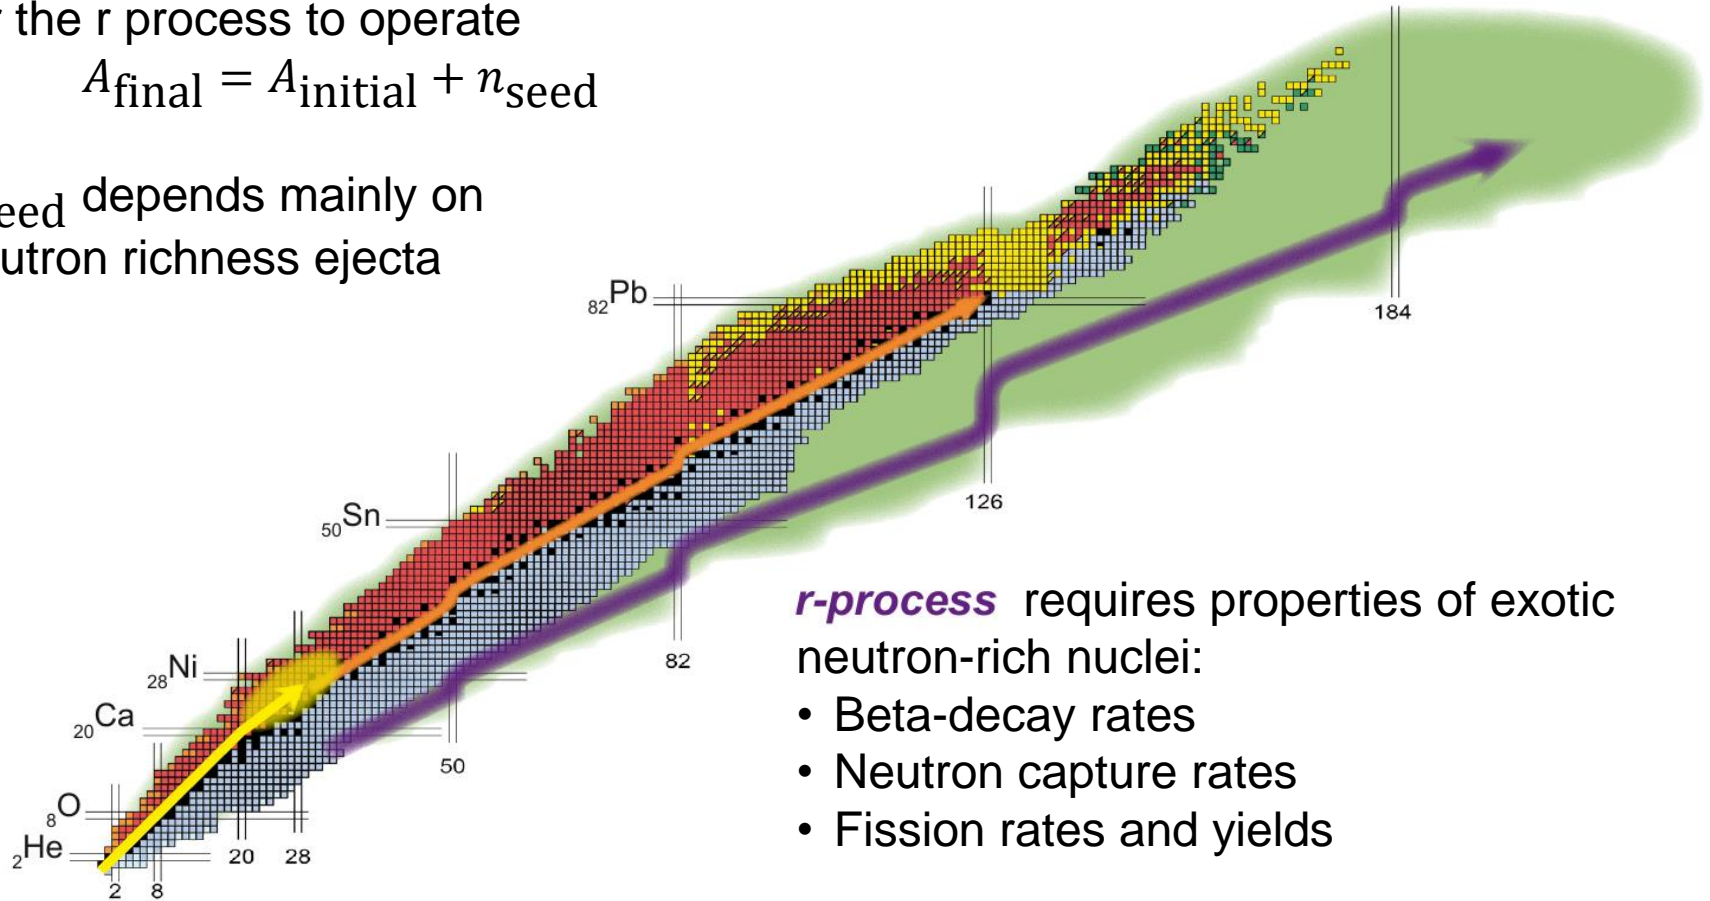 r the r process to operate
A_final = A_initial + n_seed
eed depends mainly on
utron richness ejecta
184
82Pb
126
50Sn
r-process requires properties of exotic
neutron-rich nuclei:
82
28Ni
• Beta-decay rates
20Ca
50
• Neutron capture rates
8O
• Fission rates and yields
2He
20 28
2 8